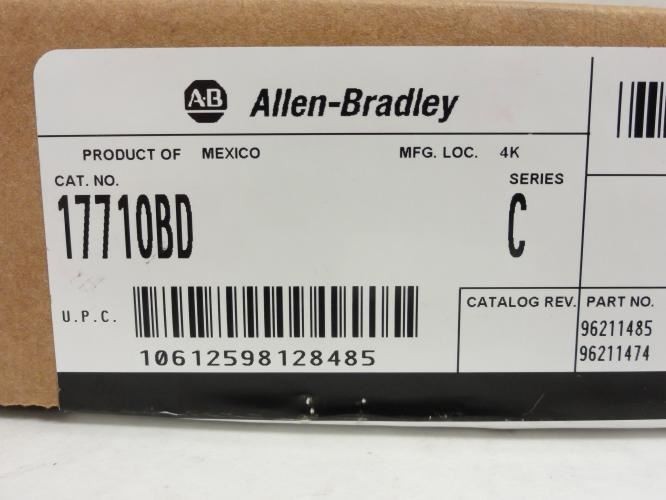 AB Allen-Bradley
PRODUCT OF MEXICO MFG. LOC. 4K
CAT. NO. SERIES
17710BD C
U.P.C.
10612598128485
CATALOG REV. PART NO.
96211485
96211474